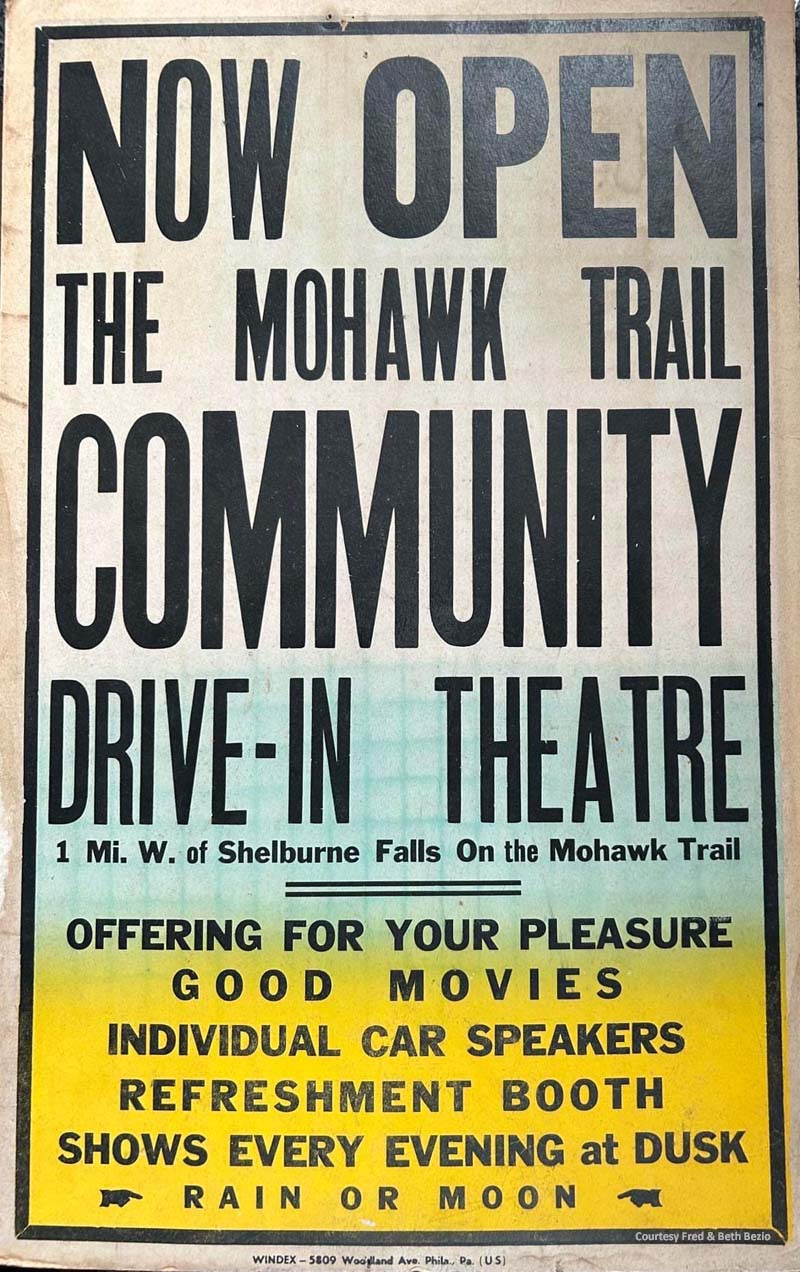 NOW OPEN
THE MOHAWK TRAIL
COMMUNITY
DRIVE-IN THEATRE
1 Mi. W. of Shelburne Falls On the Mohawk Trail
OFFERING FOR YOUR PLEASURE
GOOD MOVIES
INDIVIDUAL CAR SPEAKERS
REFRESHMENT BOOTH
SHOWS EVERY EVENING at DUSK
RAIN OR MOON
Courtesy Fred & Beth Bezio
WINDEX – 5809 Woodland Ave. Phila., Pa. (US)